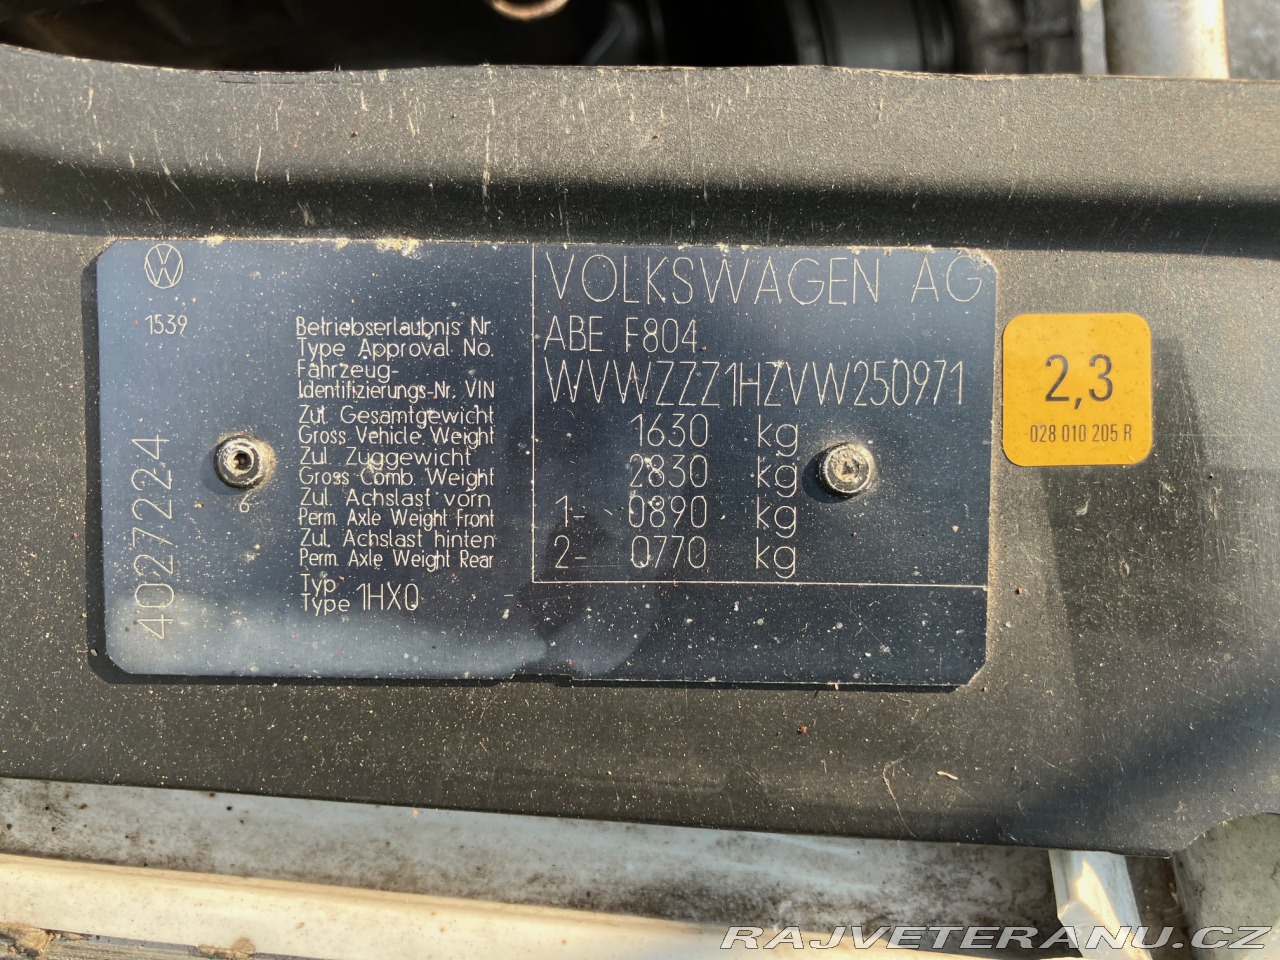 1539
4027224
6
Betriebserlaubnis Nr.
Type Approval No.
Fahrzeug-
Identifizierungs-Nr. VIN
Zul. Gesamtgewicht
Gross Vehicle Weight
Zul. Zuggewicht
Gross Comb. Weight
Zul. Achslast vorn
Perm. Axle Weight Front
Zul. Achslast hinten
Perm. Axle Weight Rear
Typ
Type 1HX0
VOLKSWAGEN AG
ABE F804
WVWZZZ1HZVW250971
1630 kg
2830 kg
1- 0890 kg
2- 0770 kg
2,3
028 010 205 R
RAJVETERANU.CZ